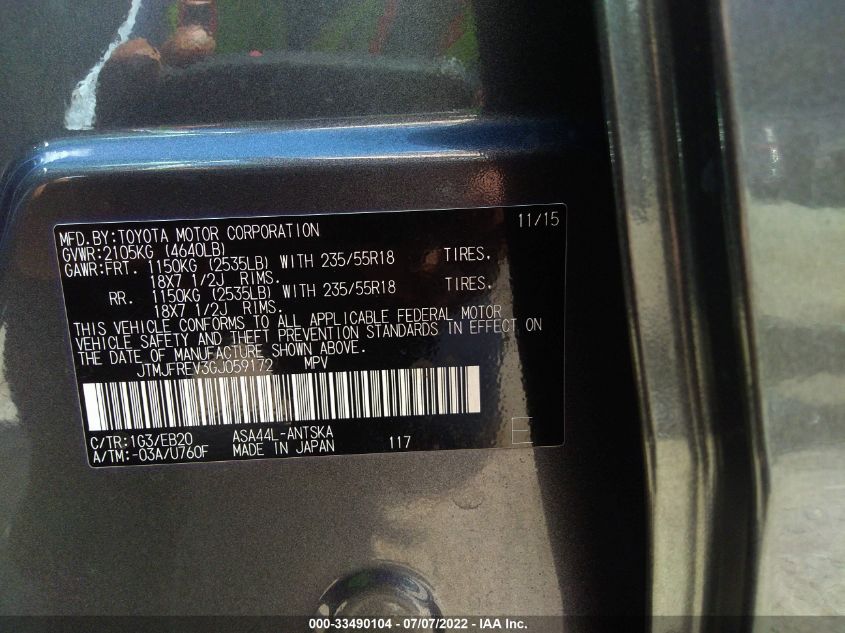 11/15
MFD.BY:TOYOTA MOTOR CORPORATION
GVWR:2105KG (4640LB)
GAWR:FRT. 1150KG (2535LB) WITH 235/55R18 TIRES.
18X7 1/2J RIMS.
RR. 1150KG (2535LB) WITH 235/55R18 TIRES.
18X7 1/2J RIMS.
THIS VEHICLE CONFORMS TO ALL APPLICABLE FEDERAL MOTOR
VEHICLE SAFETY AND THEFT PREVENTION STANDARDS IN EFFECT ON
THE DATE OF MANUFACTURE SHOWN ABOVE.
JTMJFREV3GJ059172 MPV
C/TR:1G3/EB20 ASA44L-ANTSKA 117 E
A/TM:-03A/U760F MADE IN JAPAN
000-33490104 - 07/07/2022 - IAA Inc.